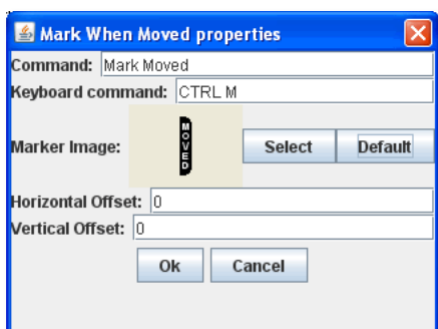 Mark When Moved properties
Command: Mark Moved
Keyboard command: CTRL M
Marker Image: MOVED Select Default
Horizontal Offset: 0
Vertical Offset: 0
Ok Cancel